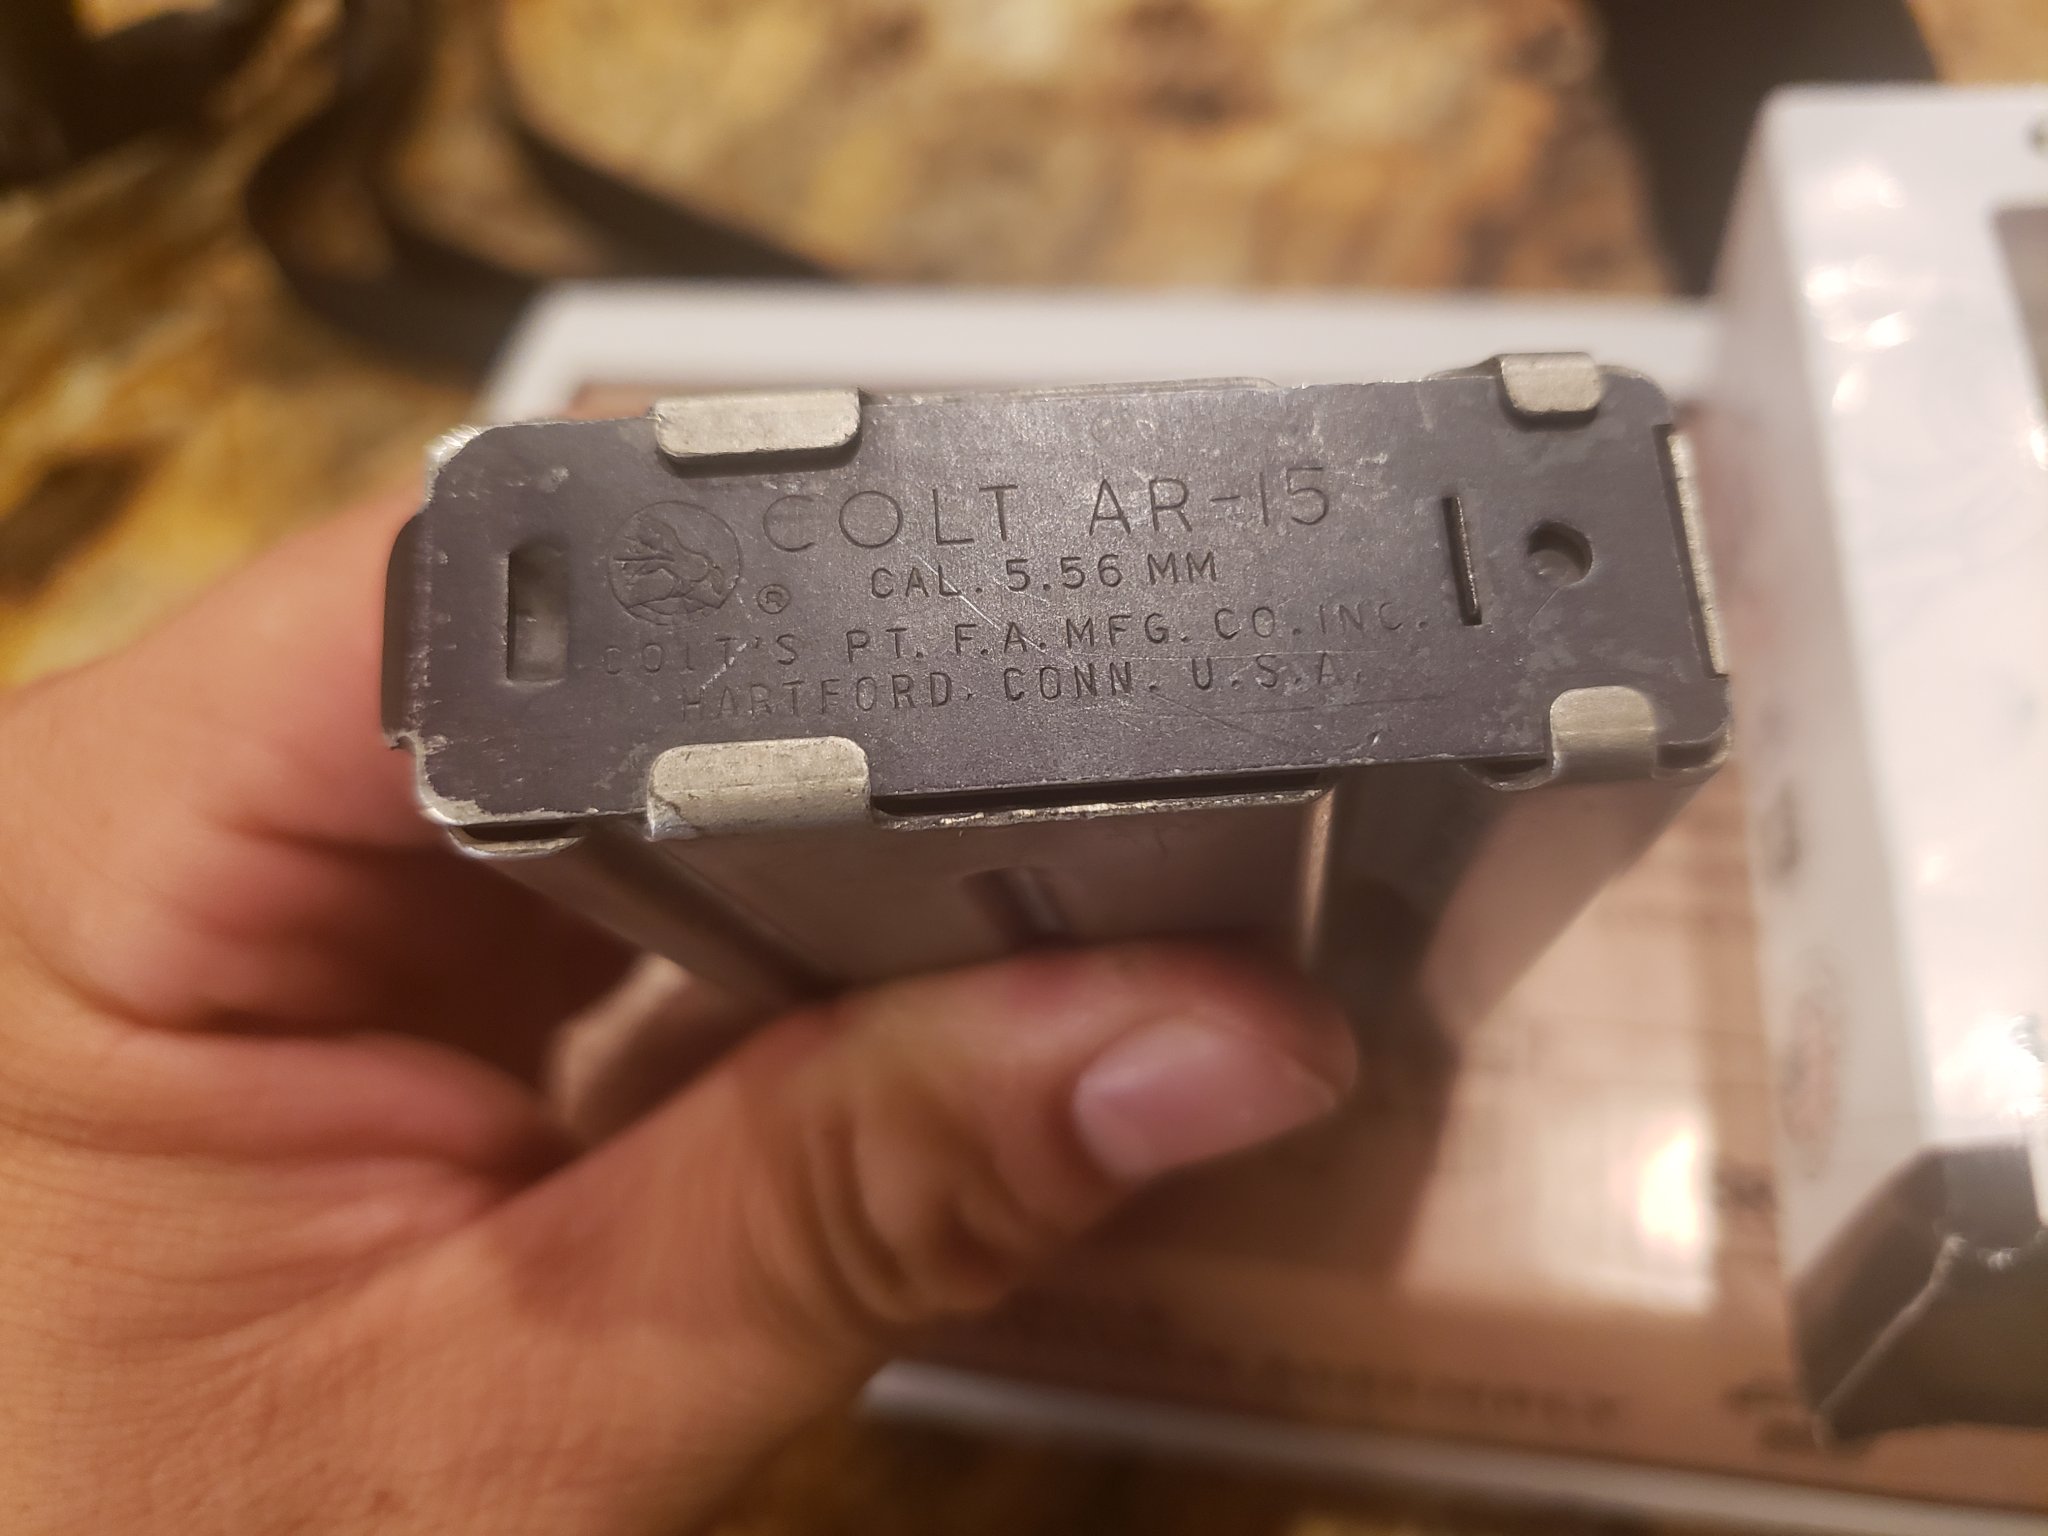 COLT AR-15
®
CAL. 5.56 MM
COLT'S PT. F.A. MFG. CO. INC.
HARTFORD, CONN. U.S.A.